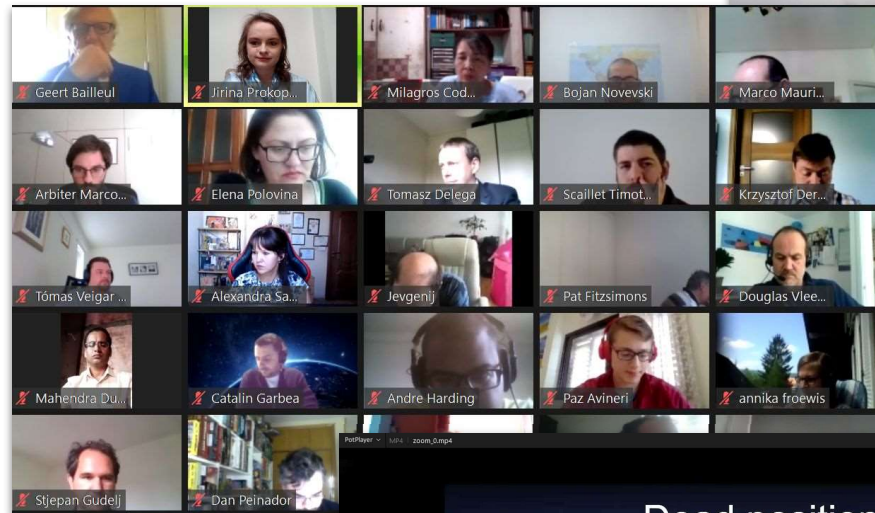 Geert Bailleul
Jirina Prokop...
Milagros Cod...
Bojan Novevski
Marco Mauri...
Arbiter Marco...
Elena Polovina
Tomasz Delega
Scaillet Timot...
Krzysztof Der...
Tómas Veigar ...
Alexandra Sa...
Jevgenij
Pat Fitzsimons
Douglas Vlee...
Mahendra Du...
Catalin Garbea
Andre Harding
Paz Avineri
annika froewis
Stjepan Gudelj
Dan Peinador
PotPlayer MP4 zoom_0.mp4
Dead position